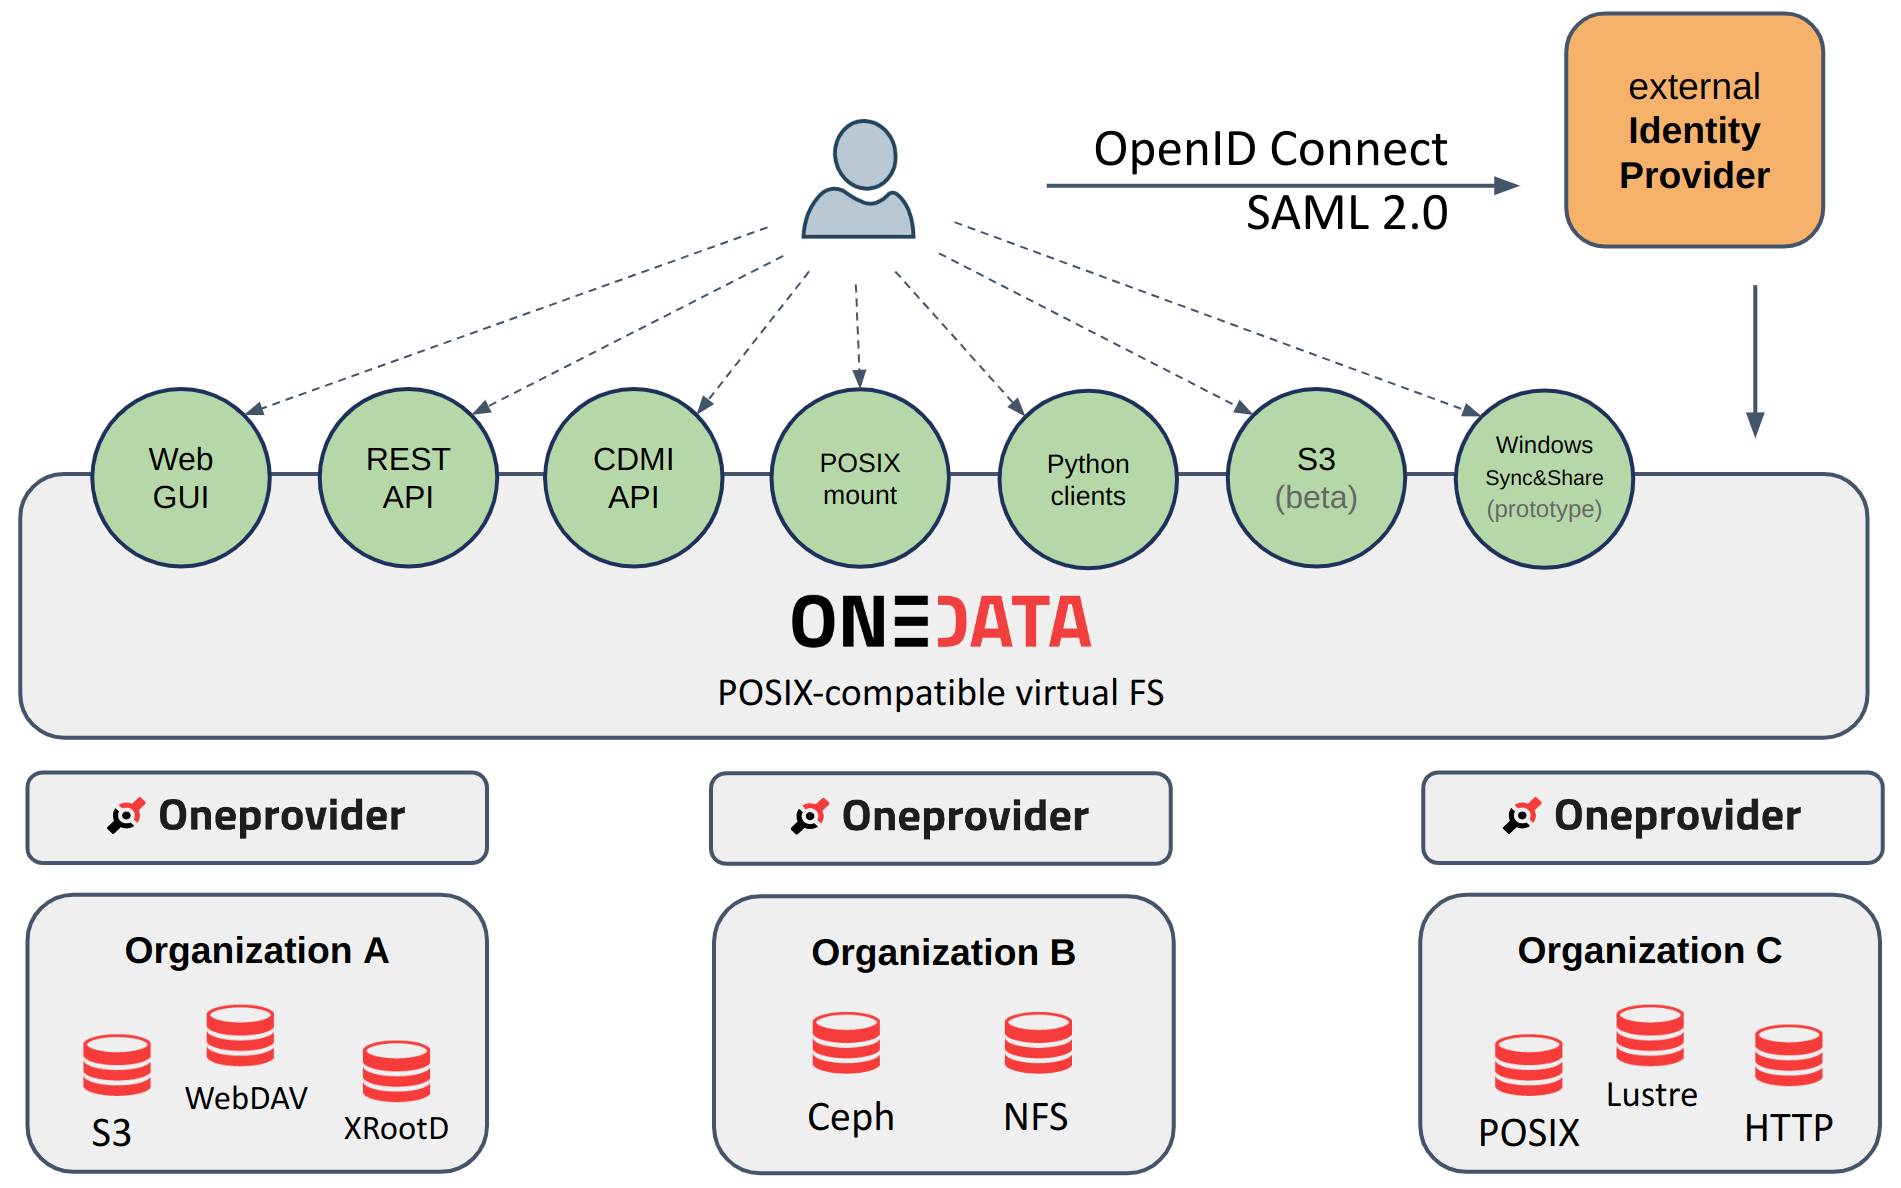 external
Identity
Provider
OpenID Connect
SAML 2.0
Web
GUI
REST
API
CDMI
API
POSIX
mount
Python
clients
S3
(beta)
Windows
Sync&Share
(prototype)
ONEDATA
POSIX-compatible virtual FS
Oneprovider
Oneprovider
Oneprovider
Organization A
S3
WebDAV
XRootD
Organization B
Ceph
NFS
Organization C
POSIX
Lustre
HTTP